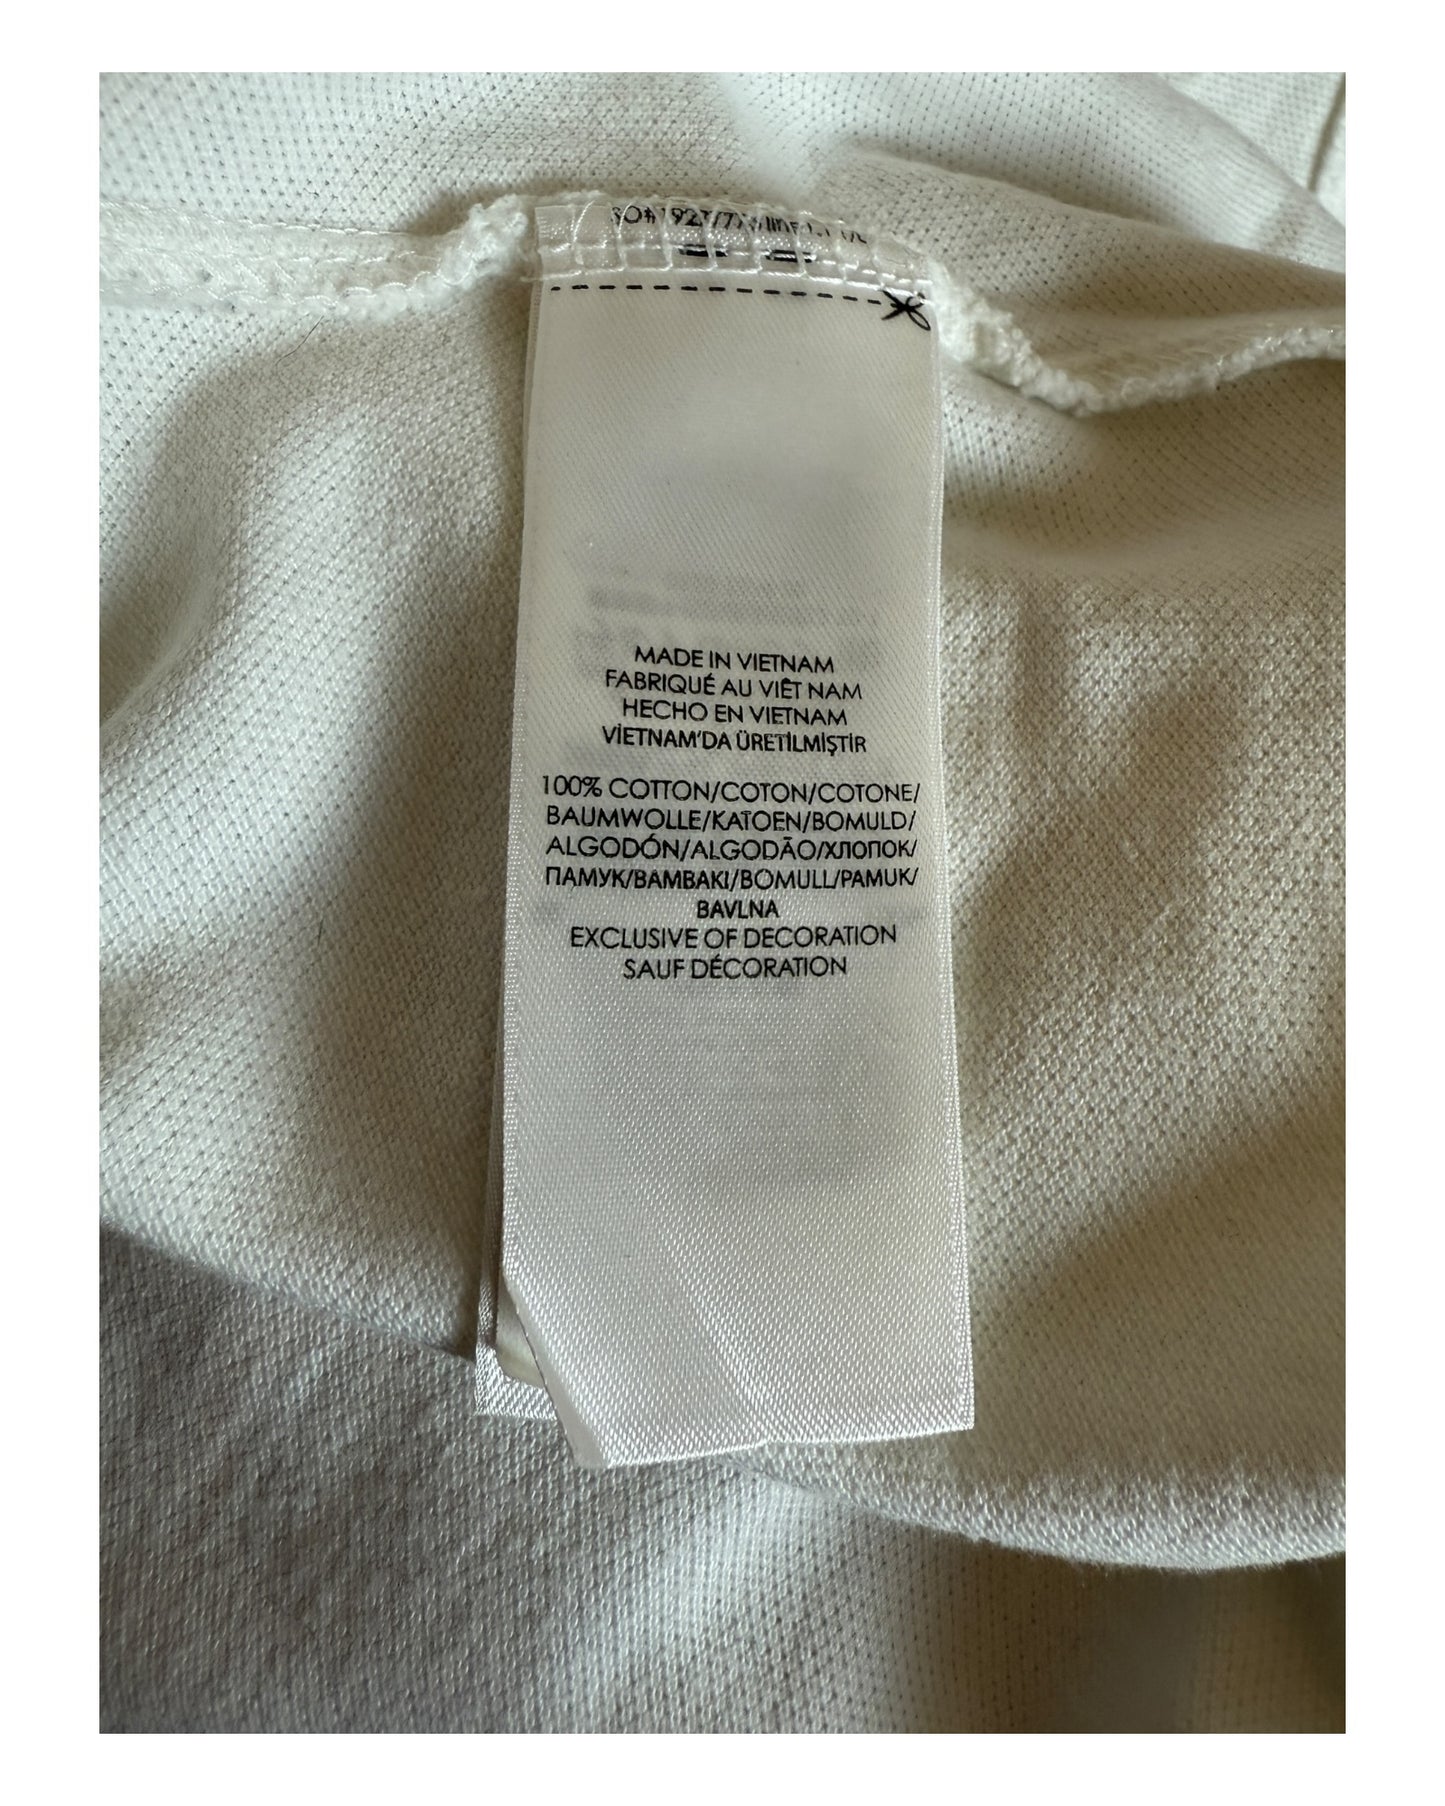 MADE IN VIETNAM
FABRIQUÉ AU VIÊT NAM
HECHO EN VIETNAM
VİETNAM'DA ÜRETİLMİŞTİR
100% COTTON/COTON/COTONE/
BAUMWOLLE/KATOEN/BOMULD/
ALGODÓN/ALGODÃO/ХЛОПОК/
ПАМУК/BAMBAKI/BOMULL/PAMUK/
BAVLNA
EXCLUSIVE OF DECORATION
SAUF DÉCORATION